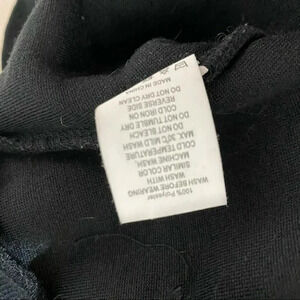 100% Polyester
WASH BEFORE WEARING
WASH WITH
SIMILAR COLOR
MACHINE WASH,
COLD TEMPERATURE
MAX. 30℃ MILD WASH
DO NOT BLEACH
DO NOT TUMBLE DRY
COLD IRON ON
REVERSE SIDE
DO NOT DRY CLEAN
MADE IN CHINA